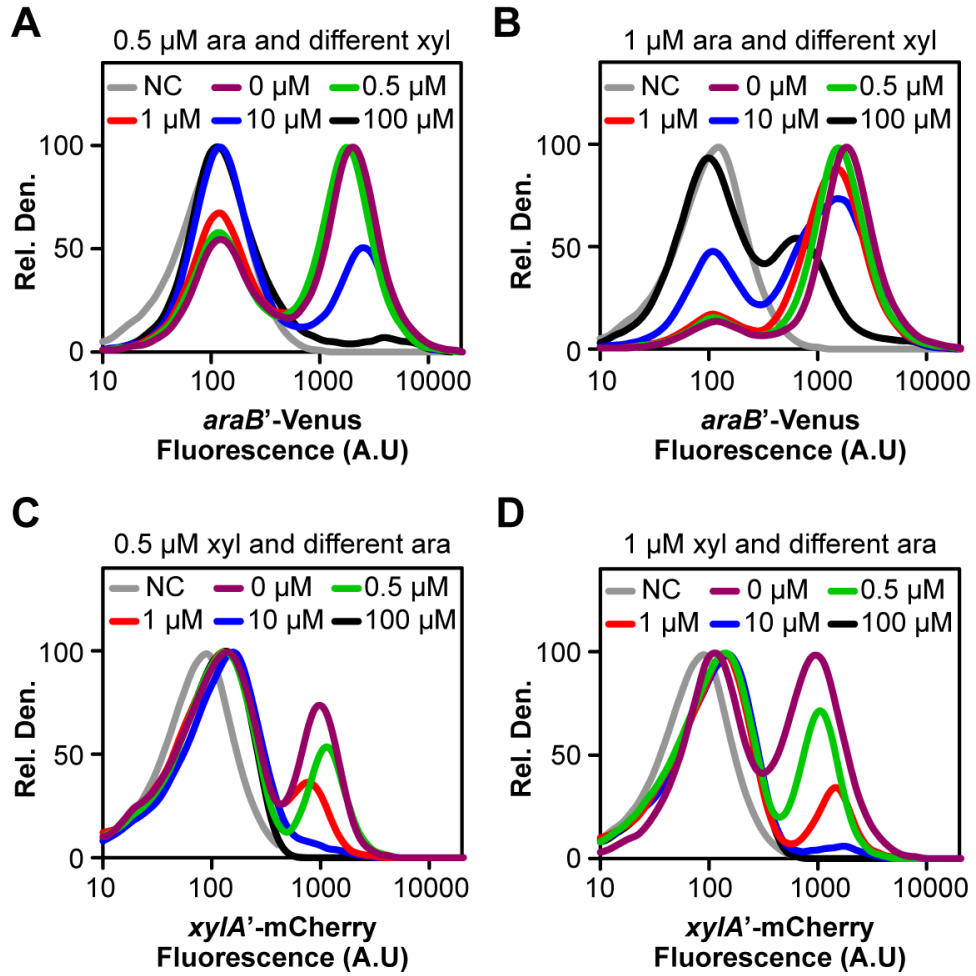 A
0.5 µM ara and different xyl
NC 0 µM 0.5 µM
1 µM 10 µM 100 µM
Rel. Den.
100
50
0
10 100 1000 10000
araB’-Venus
Fluorescence (A.U)
B
1 µM ara and different xyl
NC 0 µM 0.5 µM
1 µM 10 µM 100 µM
Rel. Den.
100
50
0
10 100 1000 10000
araB’-Venus
Fluorescence (A.U)
C
0.5 µM xyl and different ara
NC 0 µM 0.5 µM
1 µM 10 µM 100 µM
Rel. Den.
100
50
0
10 100 1000 10000
xylA’-mCherry
Fluorescence (A.U)
D
1 µM xyl and different ara
NC 0 µM 0.5 µM
1 µM 10 µM 100 µM
Rel. Den.
100
50
0
10 100 1000 10000
xylA’-mCherry
Fluorescence (A.U)